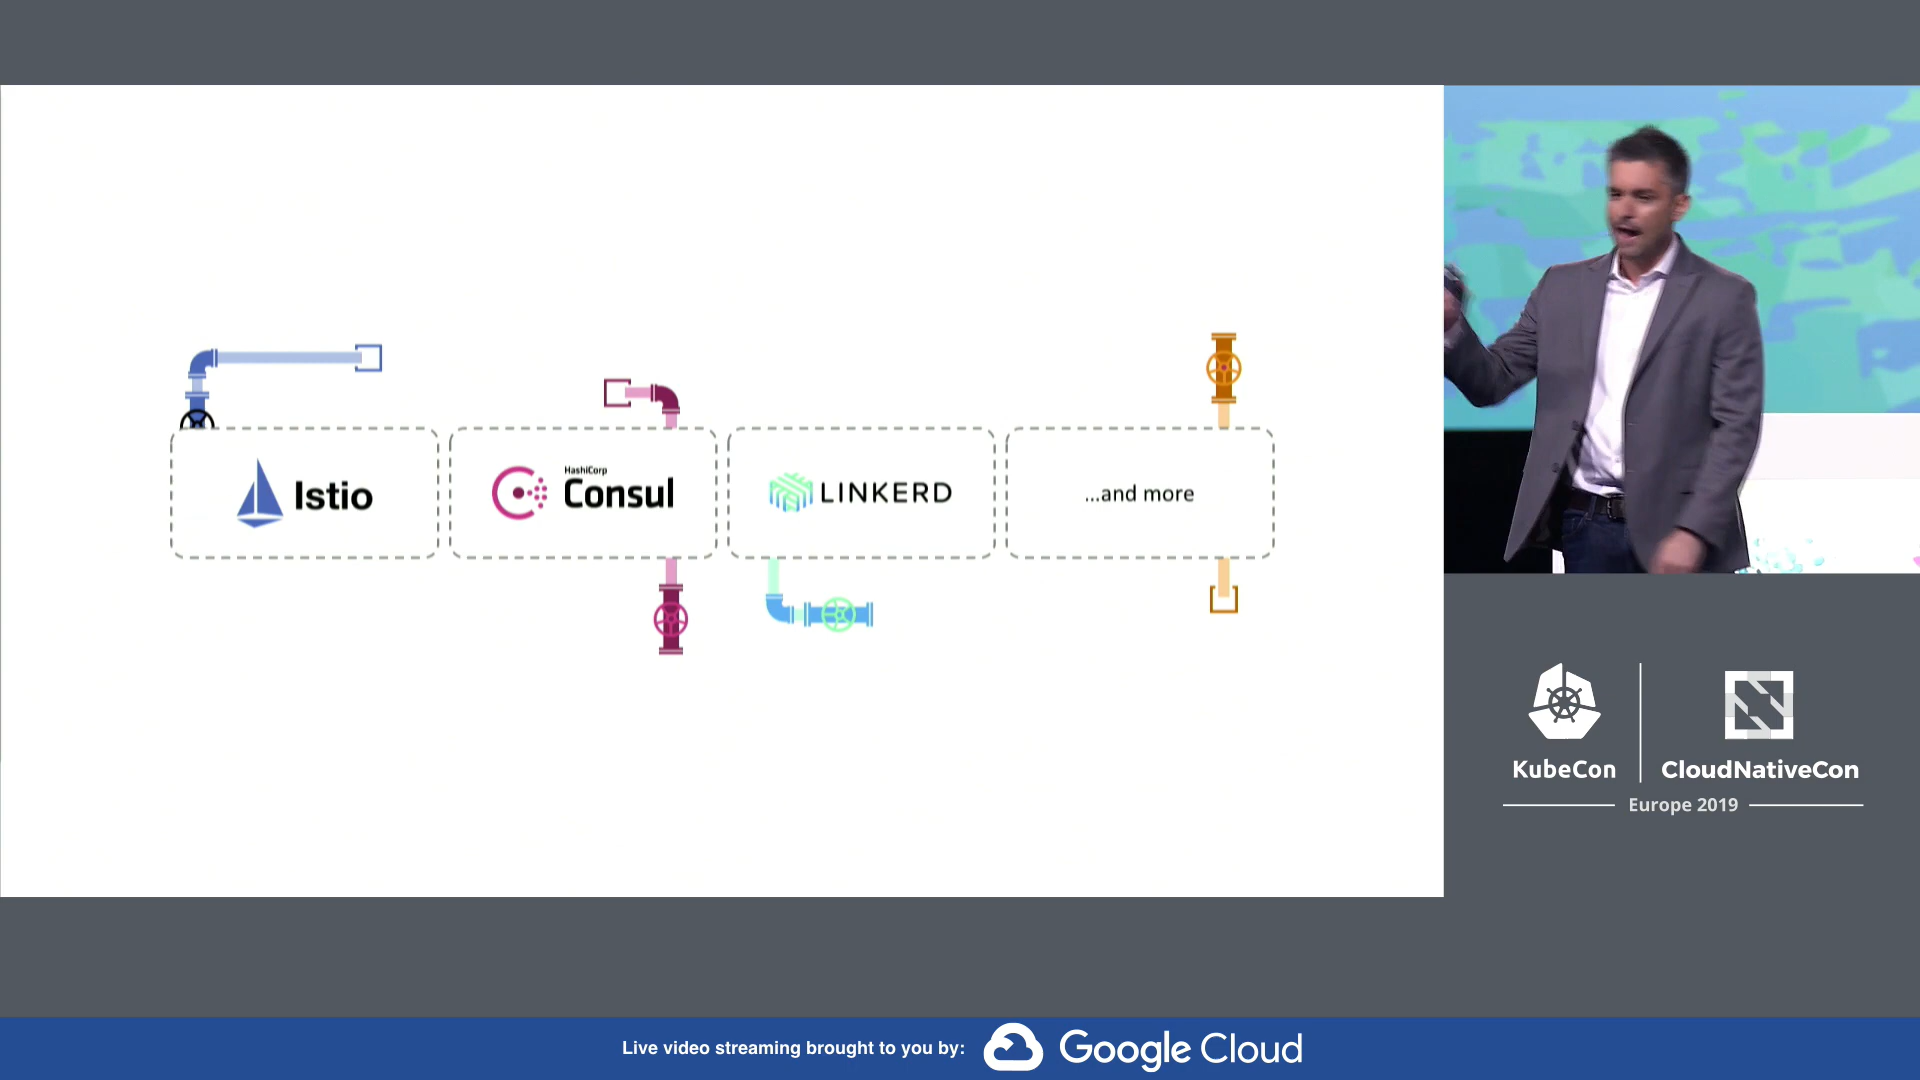 Istio
HashiCorp
Consul
LINKERD
...and more
KubeCon
CloudNativeCon
Europe 2019
Live video streaming brought to you by:
Google Cloud